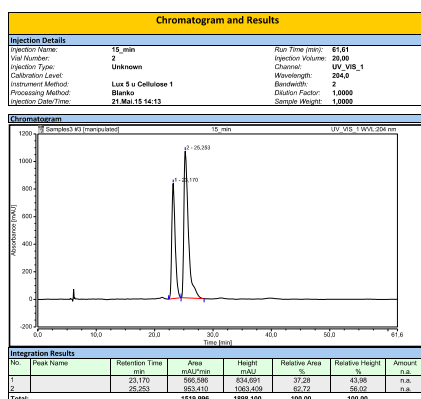 Chromatogram and Results
Injection Details
Injection Name: 15_min Run Time (min): 61,61
Vial Number: 2 Injection Volume: 20,00
Injection Type: Unknown Channel: UV_VIS_1
Calibration Level: Wavelength: 204,0
Instrument Method: Lux 5 u Cellulose 1 Bandwidth: 2
Processing Method: Blanko Dilution Factor: 1,0000
Injection Date/Time: 21.Mai.15 14:13 Sample Weight: 1,0000
Chromatogram
Samples3 #3 [manipulated] 15_min UV_VIS_1 WVL:204 nm
1200
2 - 25,253
1000
1 - 23,170
800
600
400
200
0
-200
Absorbance [mAU]
0,0 10,0 20,0 30,0 40,0 50,0 61,6
Time [min]
Integration Results
No. Peak Name Retention Time Area Height Relative Area Relative Height Amount
min mAU*min mAU % % n.a.
1 23,170 566,586 834,691 37,28 43,98 n.a.
2 25,253 953,410 1063,409 62,72 56,02 n.a.
Total: 1519,996 1898,100 100,00 100,00